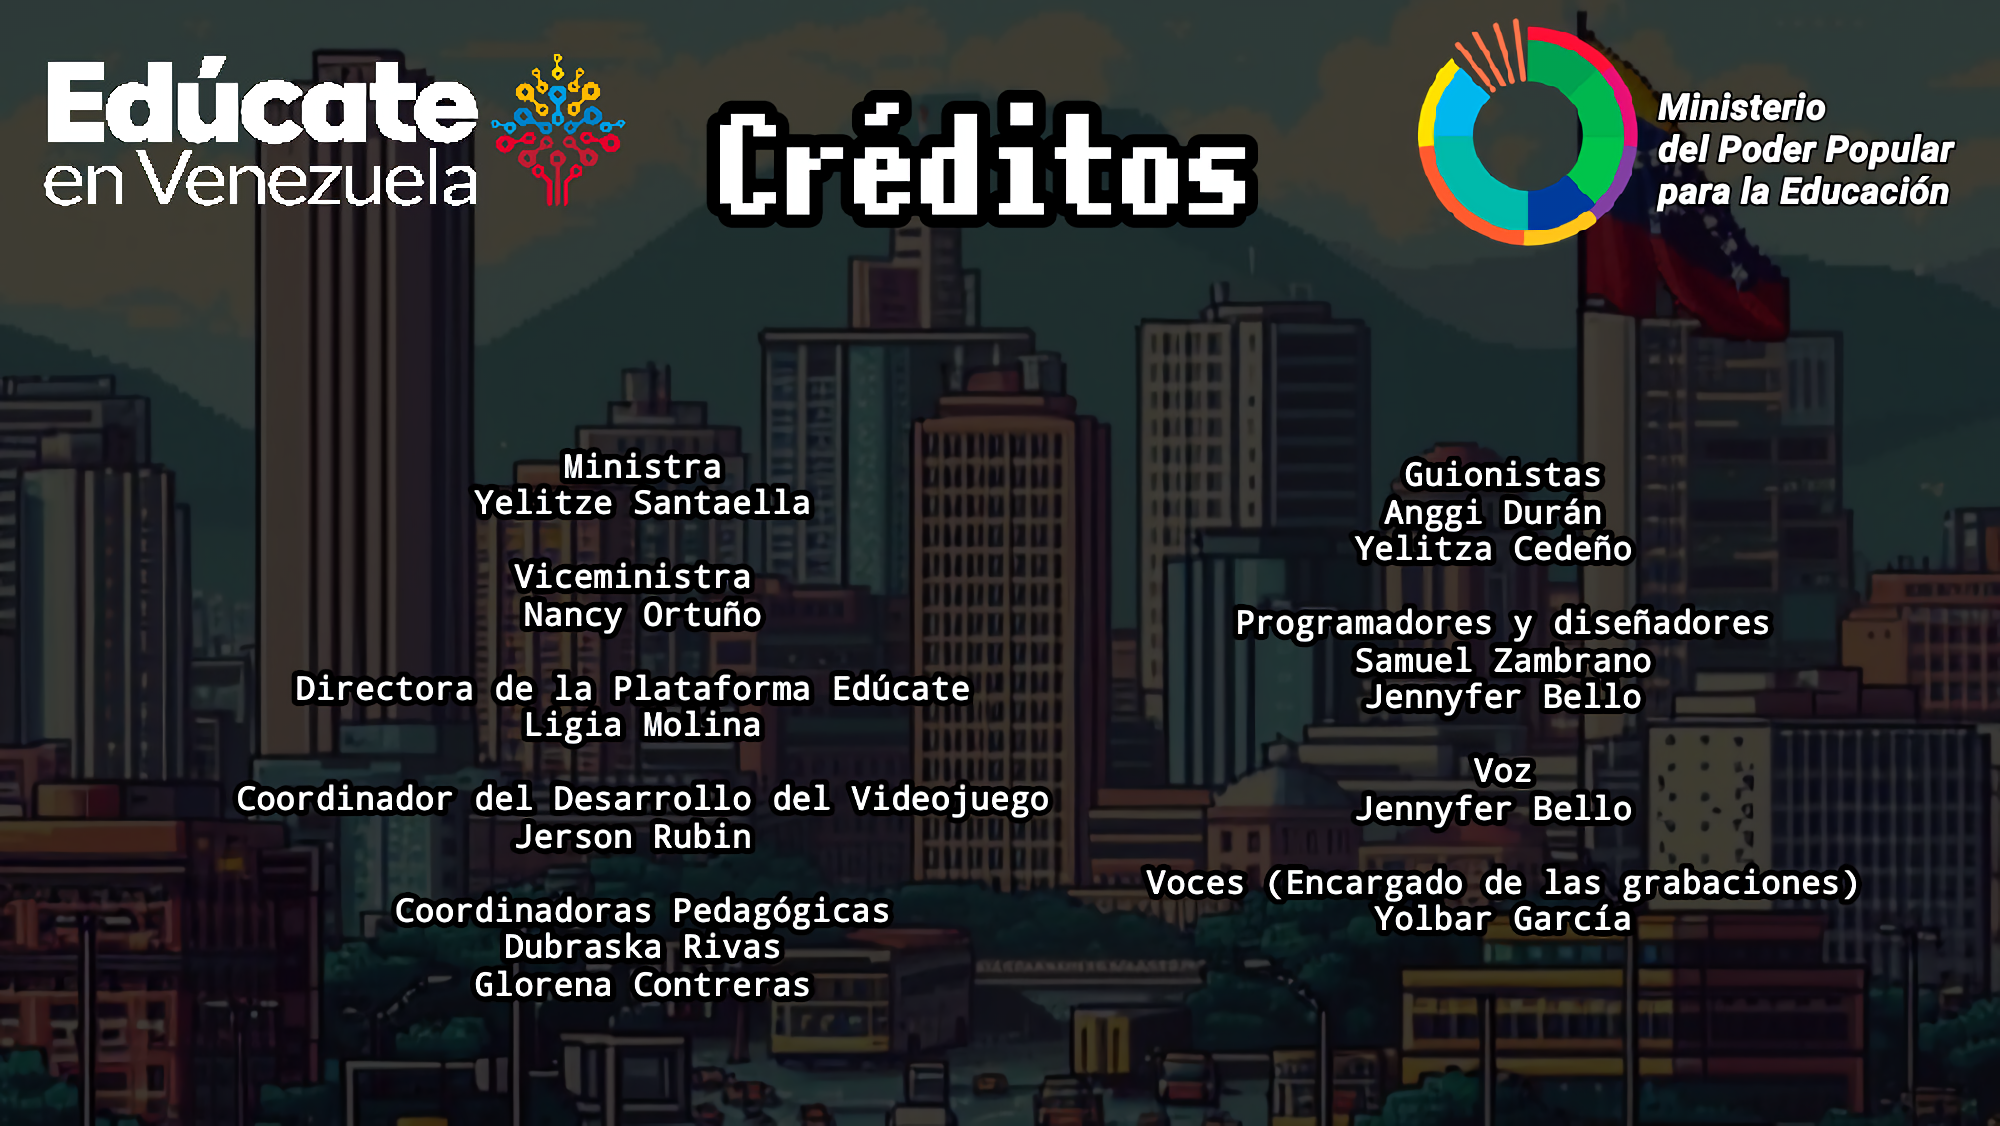 Edúcate
en Venezuela
Créditos
Ministerio
del Poder Popular
para la Educación
Ministra
Yelitze Santaella
Viceministra
Nancy Ortuño
Directora de la Plataforma Edúcate
Ligia Molina
Coordinador del Desarrollo del Videojuego
Jerson Rubin
Coordinadoras Pedagógicas
Dubraska Rivas
Glorena Contreras
Guionistas
Anggi Durán
Yelitza Cedeño
Programadores y diseñadores
Samuel Zambrano
Jennyfer Bello
Voz
Jennyfer Bello
Voces (Encargado de las grabaciones)
Yolbar García